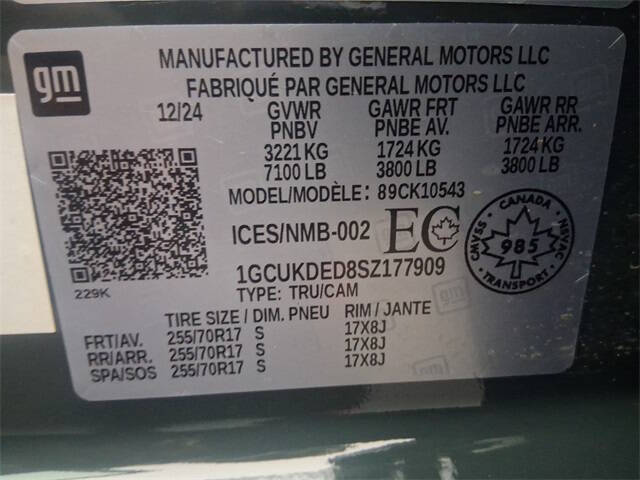 gm
MANUFACTURED BY GENERAL MOTORS LLC
FABRIQUÉ PAR GENERAL MOTORS LLC
12/24 GVWR GAWR FRT GAWR RR
PNBV PNBE AV. PNBE ARR.
3221 KG 1724 KG 1724 KG
7100 LB 3800 LB 3800 LB
MODEL/MODÈLE: 89CK10543
ICES/NMB-002 EC
CANADA
CMVSS 985 NSVAC
1GCUKDED8SZ177909
229K
TYPE: TRU/CAM
TIRE SIZE / DIM. PNEU RIM / JANTE
FRT/AV. 255/70R17 S 17X8J
RR/ARR. 255/70R17 S 17X8J
SPA/SOS 255/70R17 S 17X8J